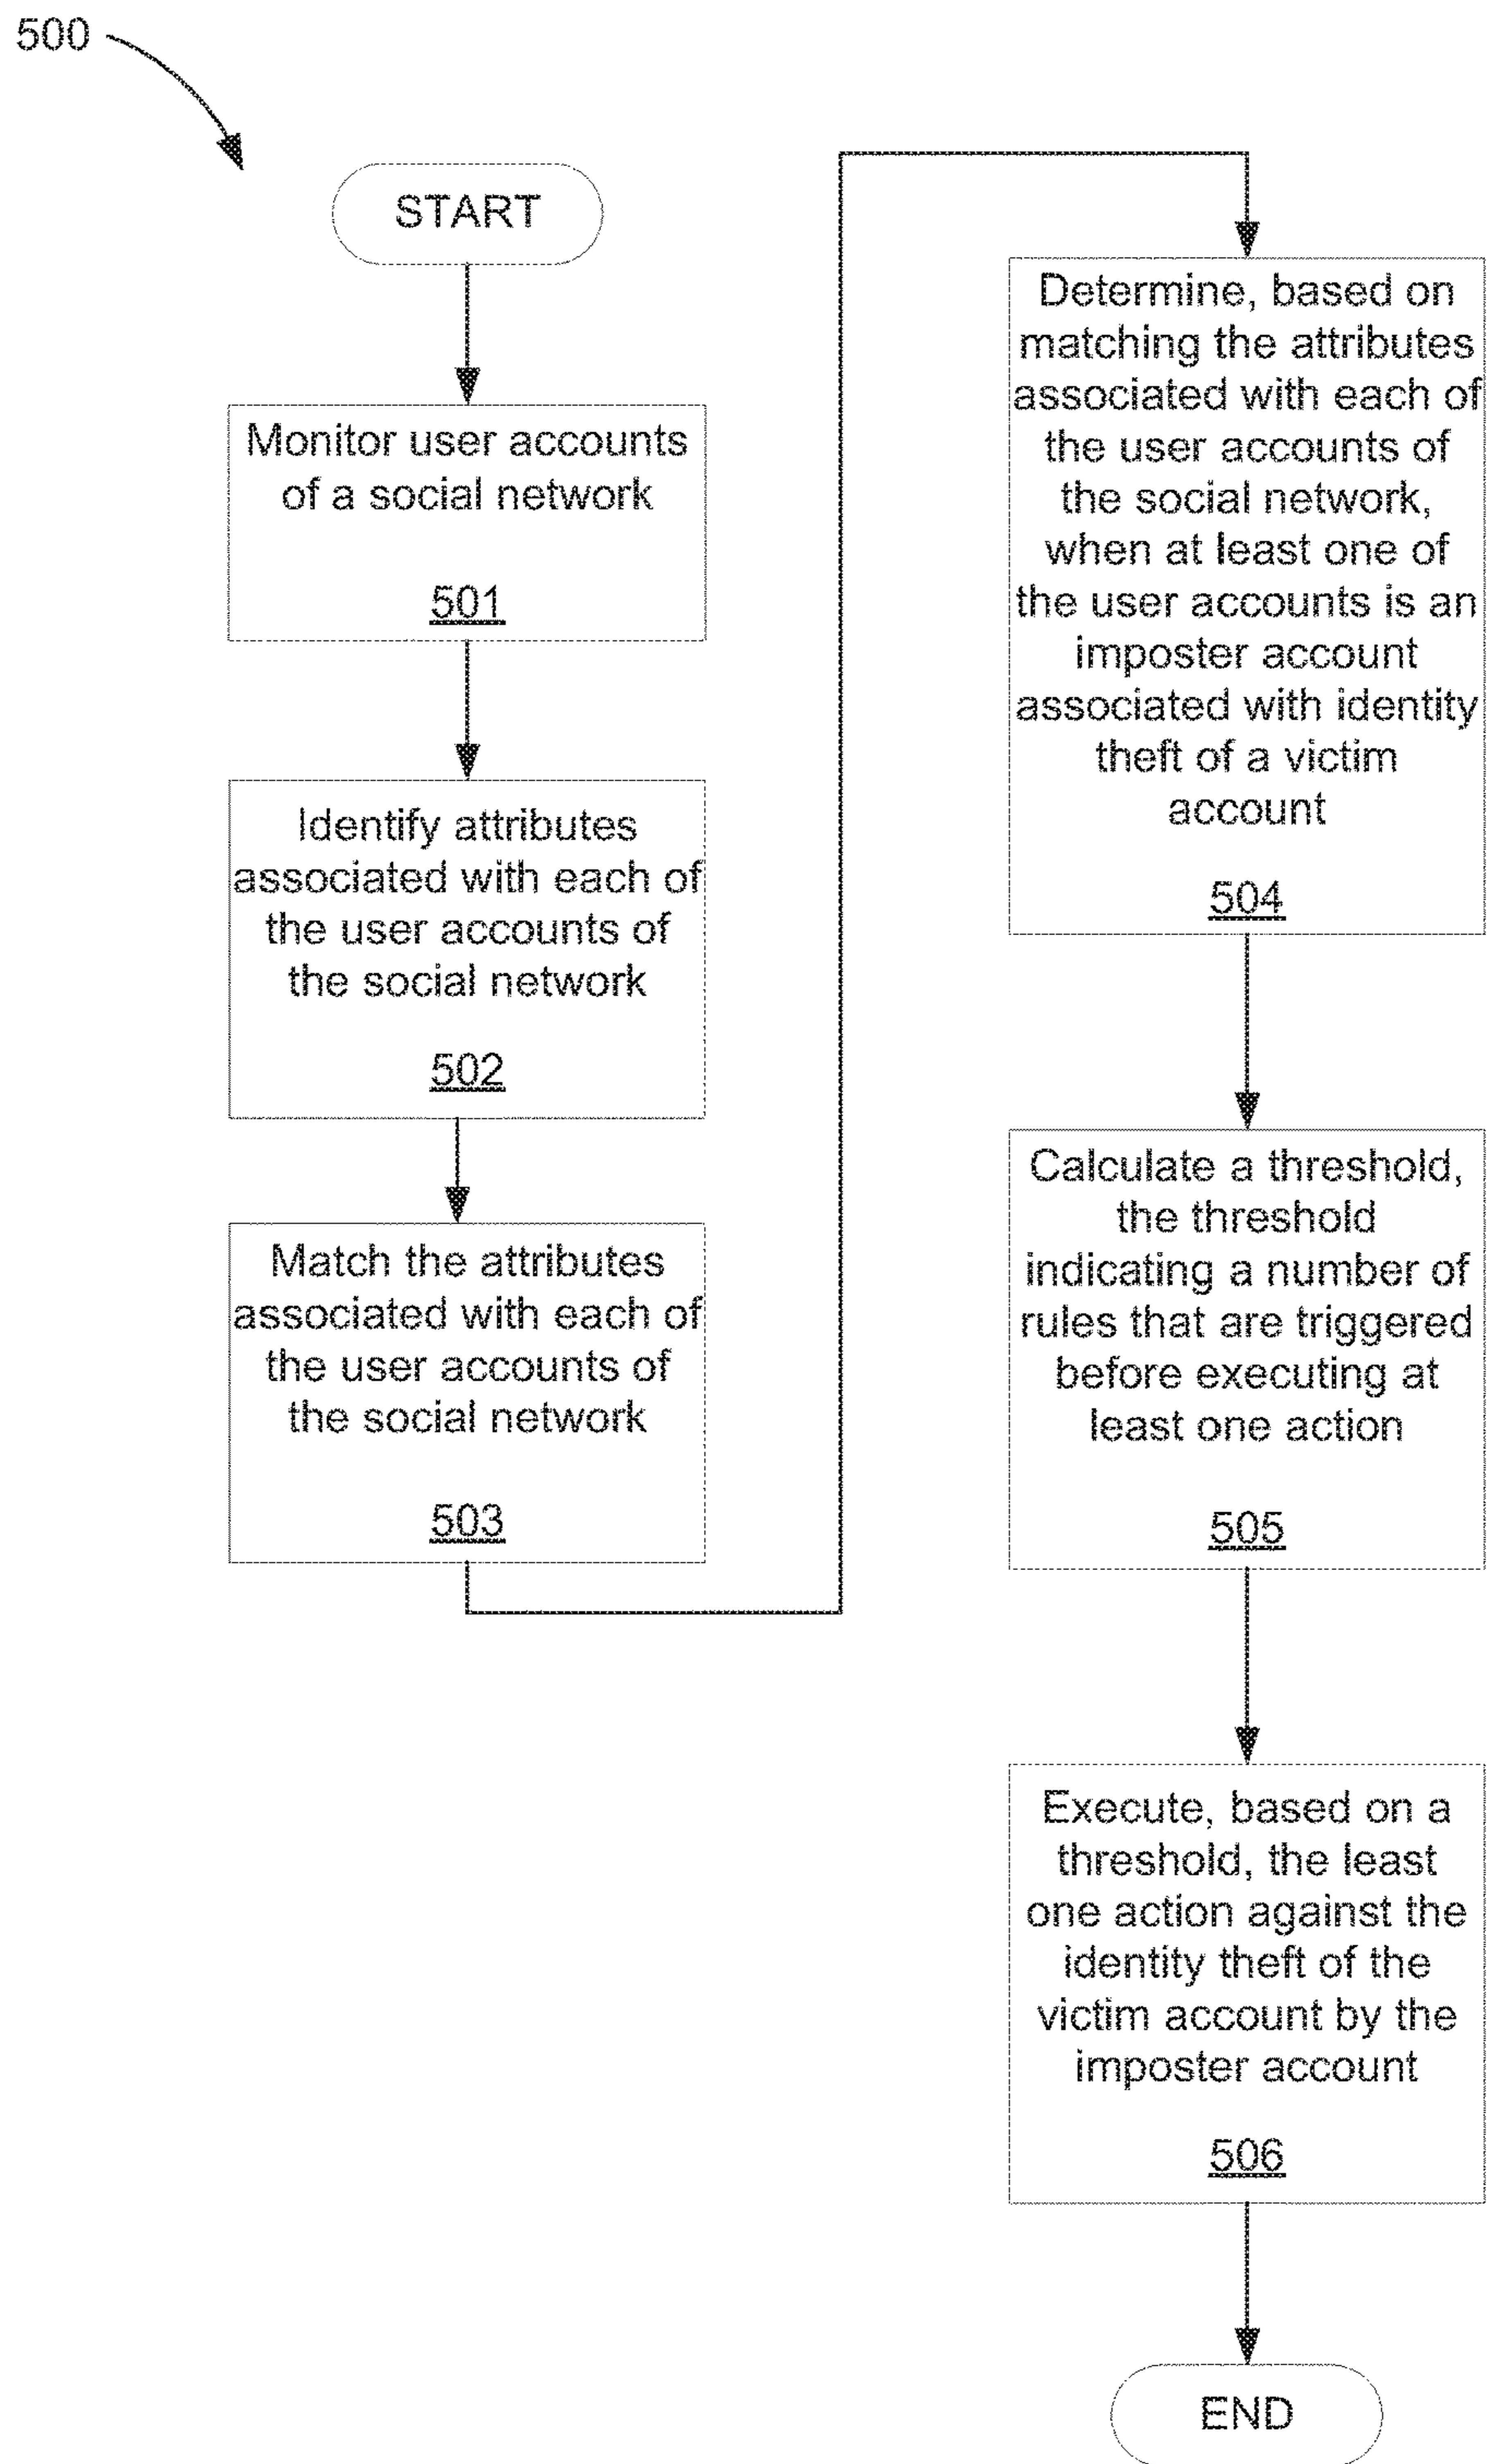 500
START
Monitor user accounts
of a social network
501
Identify attributes
associated with each of
the user accounts of
the social network
502
Match the attributes
associated with each of
the user accounts of
the social network
503
Determine, based on
matching the attributes
associated with each of
the user accounts of
the social network,
when at least one of
the user accounts is an
imposter account
associated with identity
theft of a victim
account
504
Calculate a threshold,
the threshold
indicating a number of
rules that are triggered
before executing at
least one action
505
Execute, based on a
threshold, the least
one action against the
identity theft of the
victim account by the
imposter account
506
END